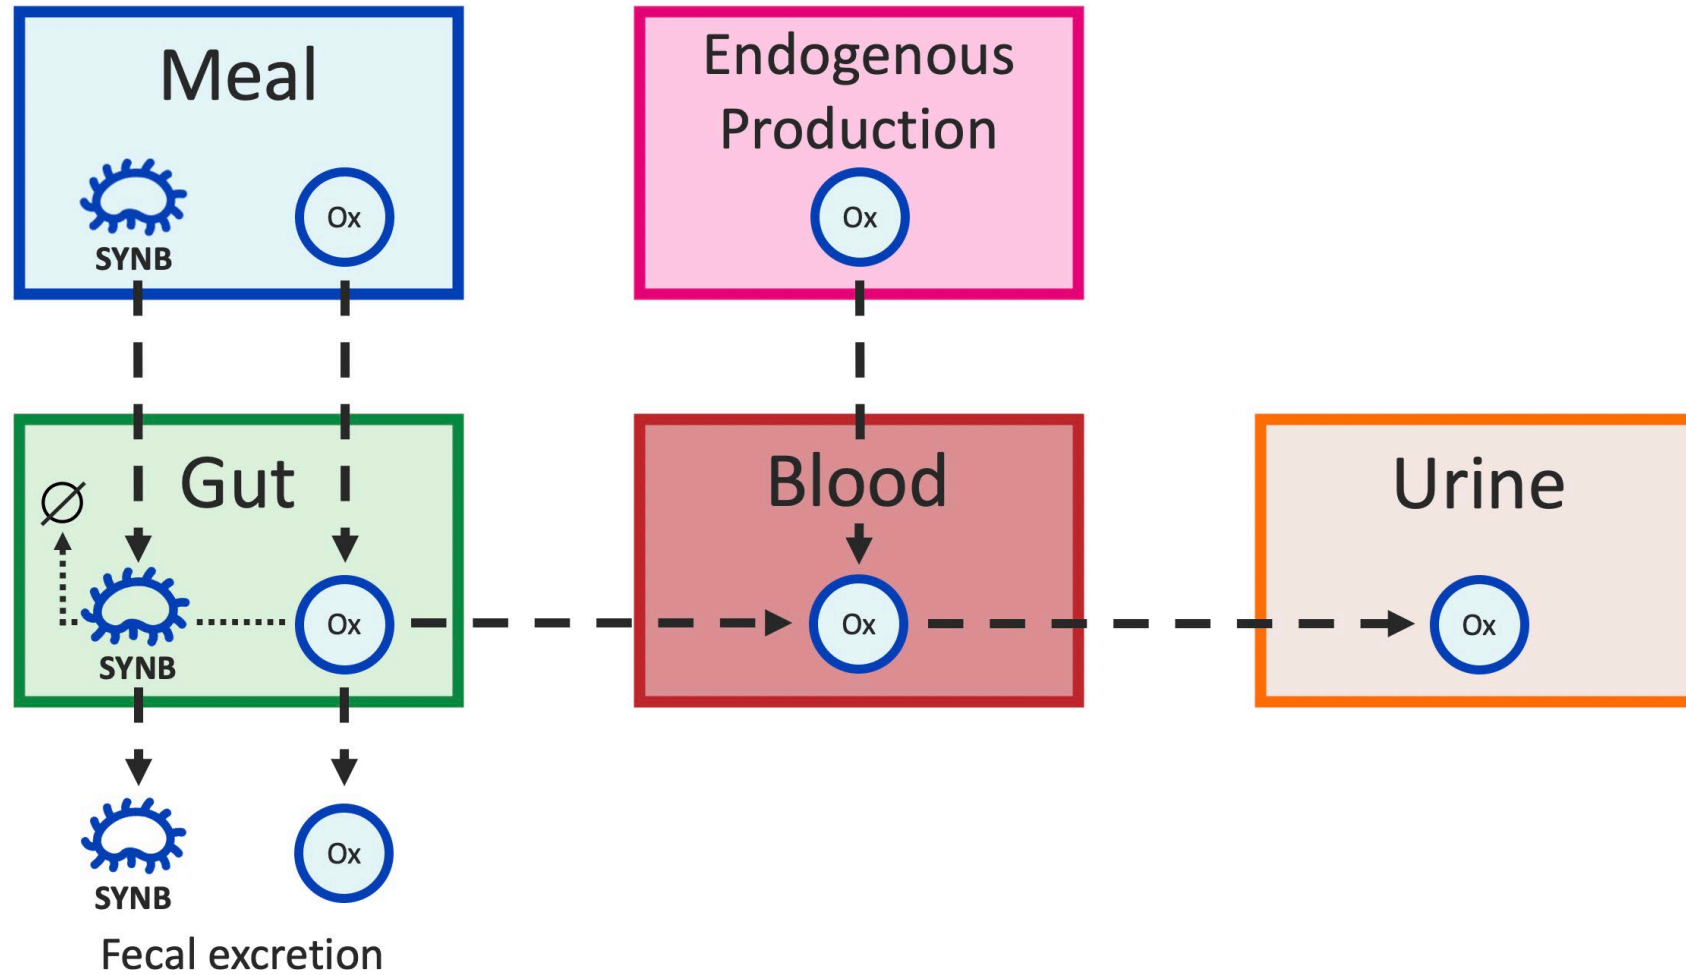 Meal
Endogenous
Production
SYNB
Ox
Ox
Gut
Blood
Urine
∅
SYNB
Ox
Ox
Ox
SYNB
Ox
Fecal excretion